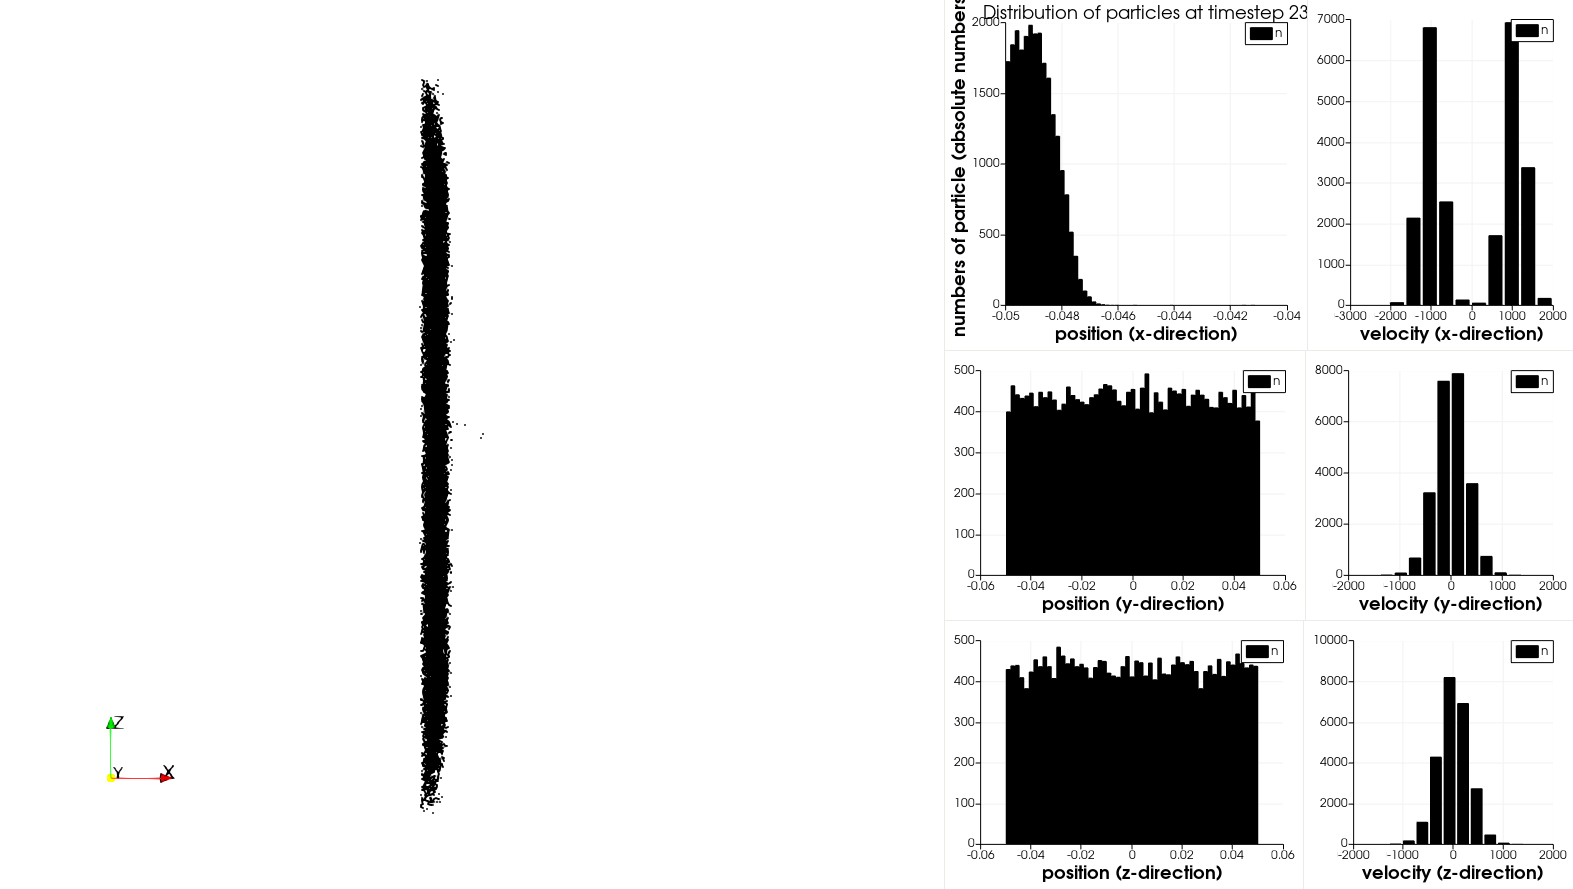 Distribution of particles at timestep 23
numbers of particle (absolute numbers
2000
1500
1000
500
0
-0.05 -0.048 -0.046 -0.044 -0.042 -0.04
position (x-direction)
n
7000
6000
5000
4000
3000
2000
1000
0
-3000 -2000 -1000 0 1000 2000
velocity (x-direction)
n
500
400
300
200
100
0
-0.06 -0.04 -0.02 0 0.02 0.04 0.06
position (y-direction)
n
8000
6000
4000
2000
0
-2000 -1000 0 1000 2000
velocity (y-direction)
n
500
400
300
200
100
0
-0.06 -0.04 -0.02 0 0.02 0.04 0.06
position (z-direction)
n
10000
8000
6000
4000
2000
0
-2000 -1000 0 1000 2000
velocity (z-direction)
n
Z
Y
X